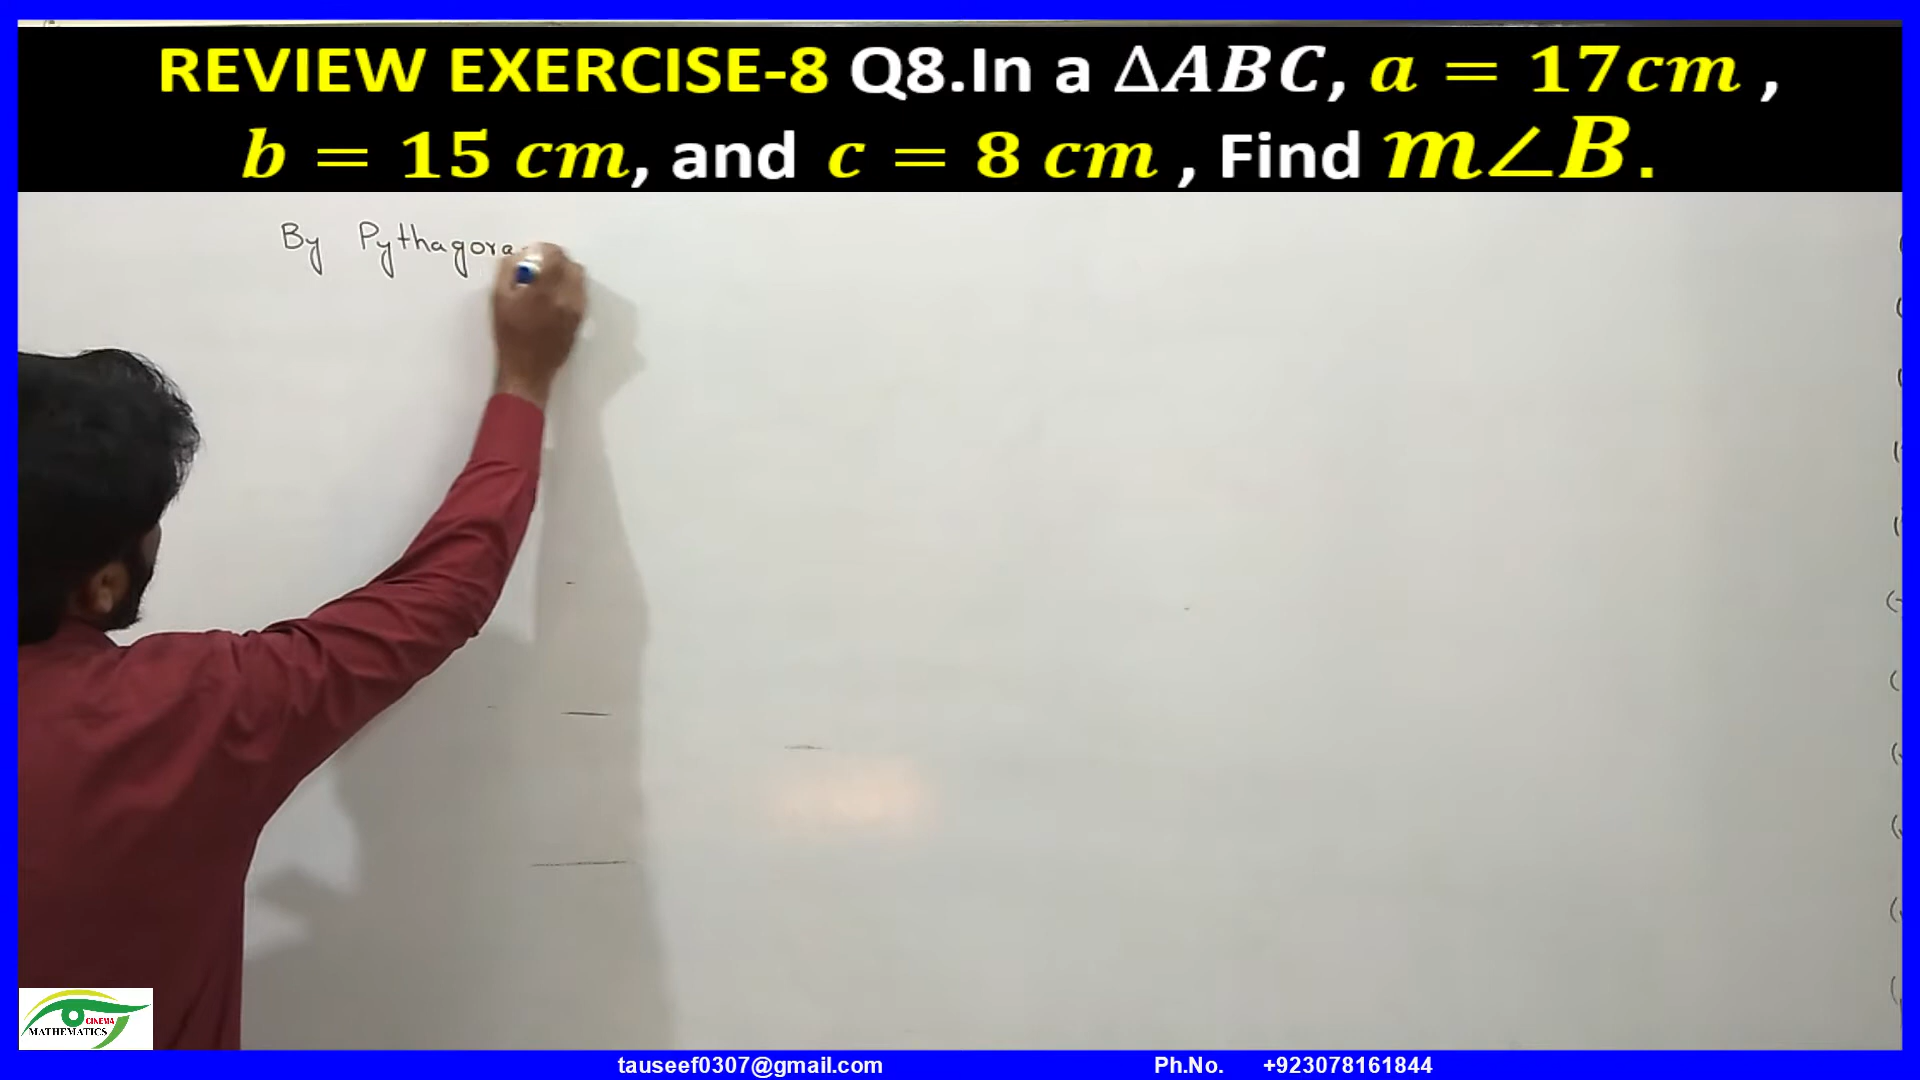 REVIEW EXERCISE-8 Q8.In a ΔABC, a = 17cm ,
b = 15 cm, and c = 8 cm , Find m∠B.
By Pythagora
CINEMA
MATHEMATICS
tauseef0307@gmail.com Ph.No. +923078161844